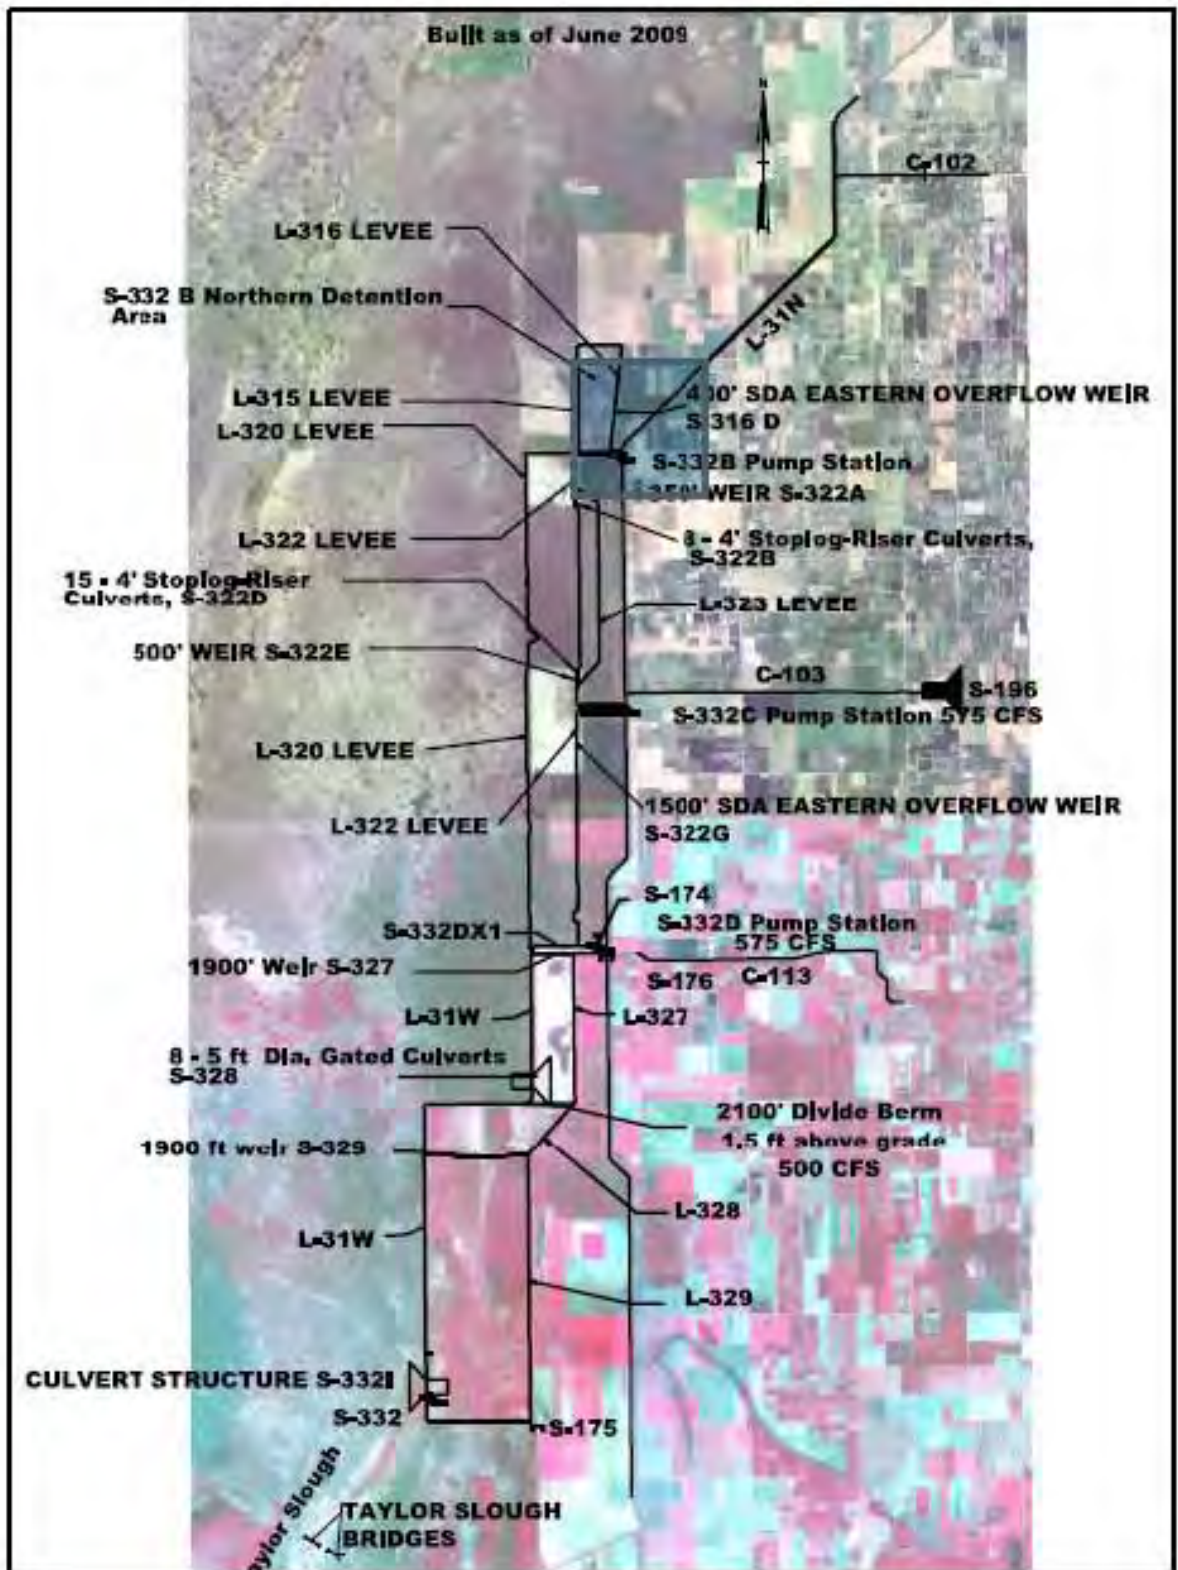 Built as of June 2009
N
C-102
L-316 LEVEE
S-332 B Northern Detention
Area
L-31N
L-315 LEVEE
400' SDA EASTERN OVERFLOW WEIR
S-316 D
L-320 LEVEE
S-332B Pump Station
WEIR S-322A
L-322 LEVEE
8 - 4' Stoplog-Riser Culverts,
S-322B
15 - 4' Stoplog-Riser
Culverts, S-322D
L-323 LEVEE
500' WEIR S-322E
C-103
S-196
S-332C Pump Station 575 CFS
L-320 LEVEE
1500' SDA EASTERN OVERFLOW WEIR
S-322G
L-322 LEVEE
S-174
S-332D Pump Station
575 CFS
S-332DX1
1900' Weir S-327
S-176
C-113
L-31W
L-327
8 - 5 ft Dia. Gated Culverts
S-328
2100' Divide Berm
1.5 ft above grade
500 CFS
1900 ft weir S-329
L-328
L-31W
L-329
CULVERT STRUCTURE S-332I
S-332
S-175
Taylor Slough
TAYLOR SLOUGH
BRIDGES